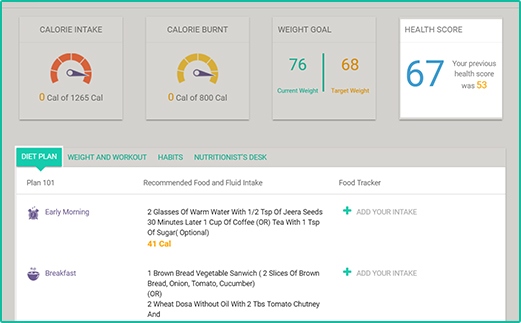 CALORIE INTAKE
0 Cal of 1265 Cal
CALORIE BURNT
0 Cal of 800 Cal
WEIGHT GOAL
76
Current Weight
68
Target Weight
HEALTH SCORE
67
Your previous
health score
was 53
DIET PLAN WEIGHT AND WORKOUT HABITS NUTRITIONIST'S DESK
Plan 101 Recommended Food and Fluid Intake Food Tracker
Early Morning
2 Glasses Of Warm Water With 1/2 Tsp Of Jeera Seeds
30 Minutes Later 1 Cup Of Coffee (OR) Tea With 1 Tsp
Of Sugar( Optional)
41 Cal
ADD YOUR INTAKE
Breakfast
1 Brown Bread Vegetable Sanwich ( 2 Slices Of Brown
Bread, Onion, Tomato, Cucumber)
(OR)
2 Wheat Dosa Without Oil With 2 Tbs Tomato Chutney
And
ADD YOUR INTAKE